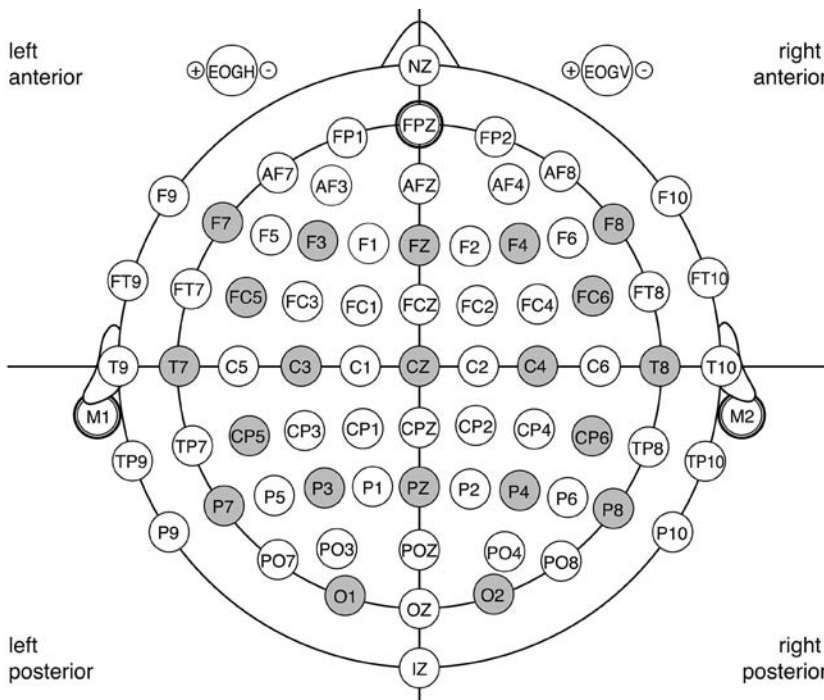 left
anterior
right
anterior
+ EOGH -
+ EOGV -
NZ
FP1 FPZ FP2
AF7 AF3 AFZ AF4 AF8
F9 F7 F5 F3 F1 FZ F2 F4 F6 F8 F10
FT9 FT7 FC5 FC3 FC1 FCZ FC2 FC4 FC6 FT8 FT10
T9 T7 C5 C3 C1 CZ C2 C4 C6 T8 T10
M1 M2
TP9 TP7 CP5 CP3 CP1 CPZ CP2 CP4 CP6 TP8 TP10
P9 P7 P5 P3 P1 PZ P2 P4 P6 P8 P10
PO7 PO3 POZ PO4 PO8
O1 OZ O2
IZ
left
posterior
right
posterior